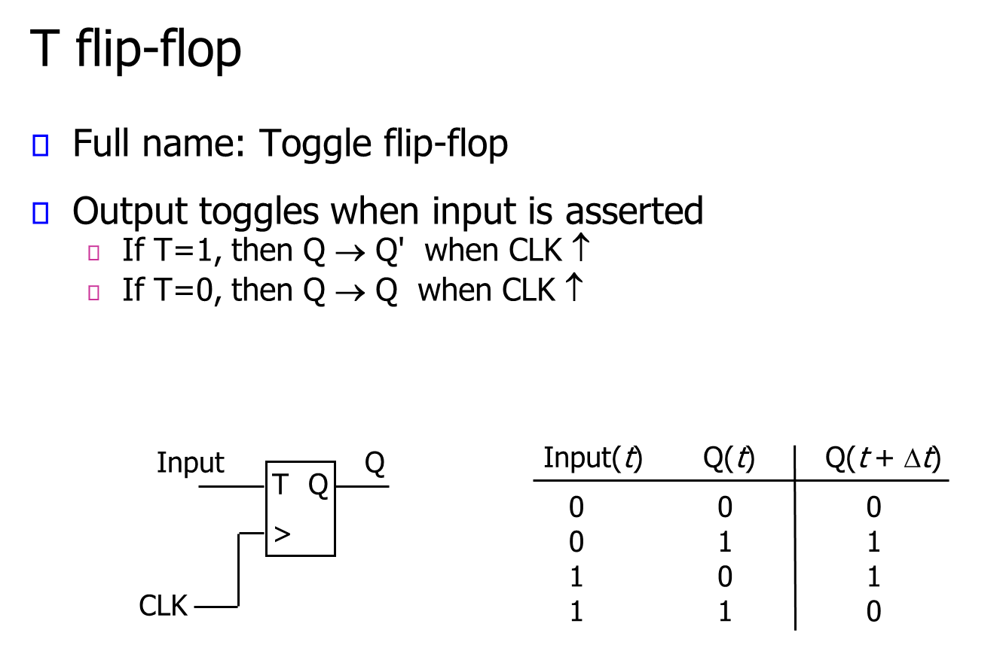 T flip-flop
Full name: Toggle flip-flop
Output toggles when input is asserted
If T=1, then Q → Q' when CLK ↑
If T=0, then Q → Q when CLK ↑
Input Q
T Q
>
CLK
Input(t) Q(t) Q(t + Δt)
0 0 0
0 1 1
1 0 1
1 1 0